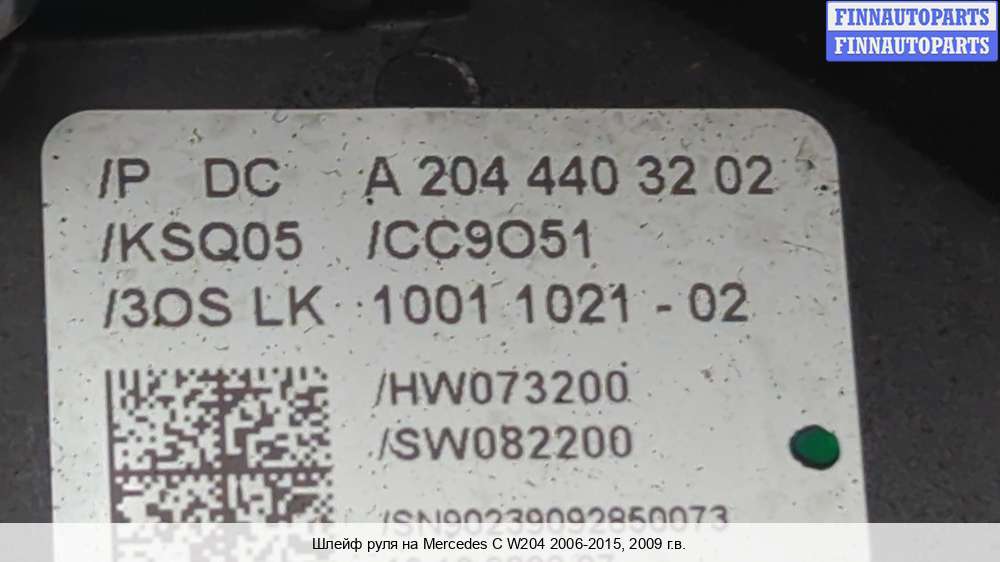 FINNAUTOPARTS
FINNAUTOPARTS
/P DC A 204 440 32 02
/KSQ05 /CC9O51
/3OS LK 1001 1021 - 02
/HW073200
/SW082200
/SN90239092850073
Шлейф руля на Mercedes C W204 2006-2015, 2009 г.в.